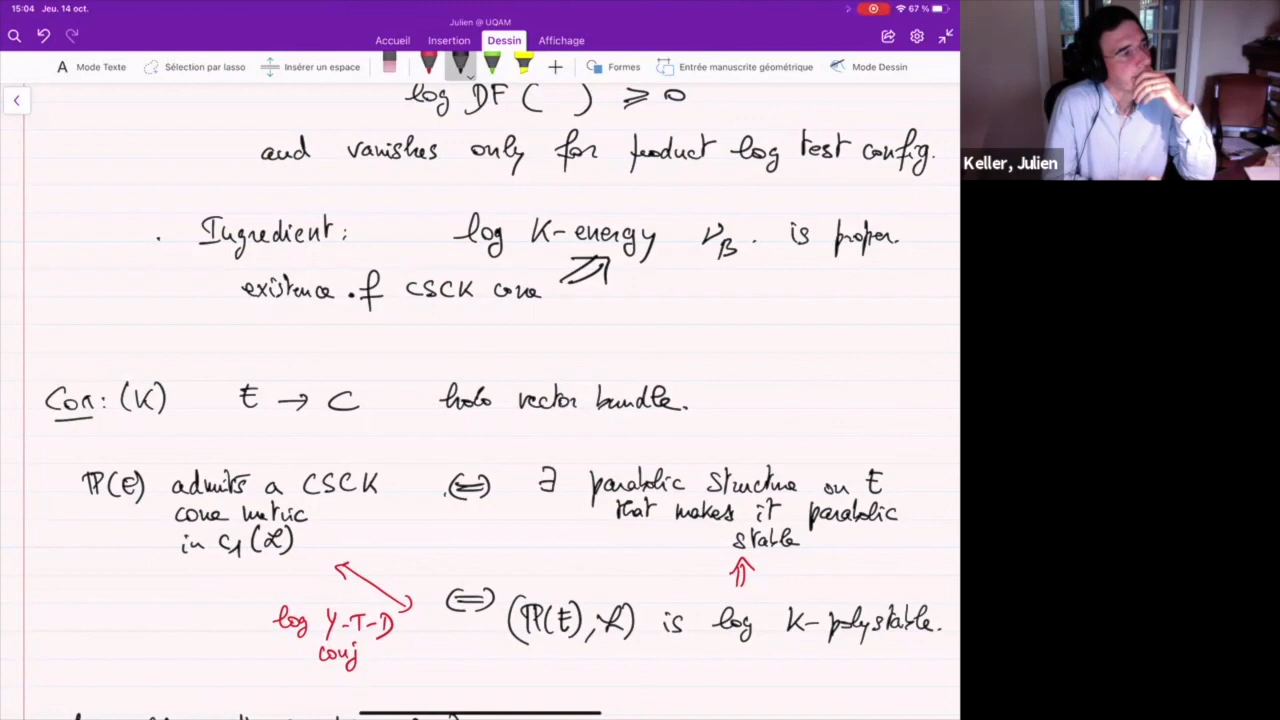 15:04 Jeu. 14 oct.
67 %
Julien @ UQAM
Accueil Insertion Dessin Affichage
A Mode Texte Sélection par lasso Insérer un espace Formes Entrée manuscrite géométrique Mode Dessin
Keller, Julien
log DF ( ) ⩾ 0
and vanishes only for product log test config.
. Ingredient: log K-energy ν_β . is proper.
existence of CSCK cone ⇗
Cor: (K) E → C holo vector bundle.
P(E) admits a CSCK ⇔ ∃ parabolic structure on E
cone metric that makes it parabolic
in c1(L) stable
⇑
log Y-T-D ⇔ (P(E), L) is log K-polystable.
conj